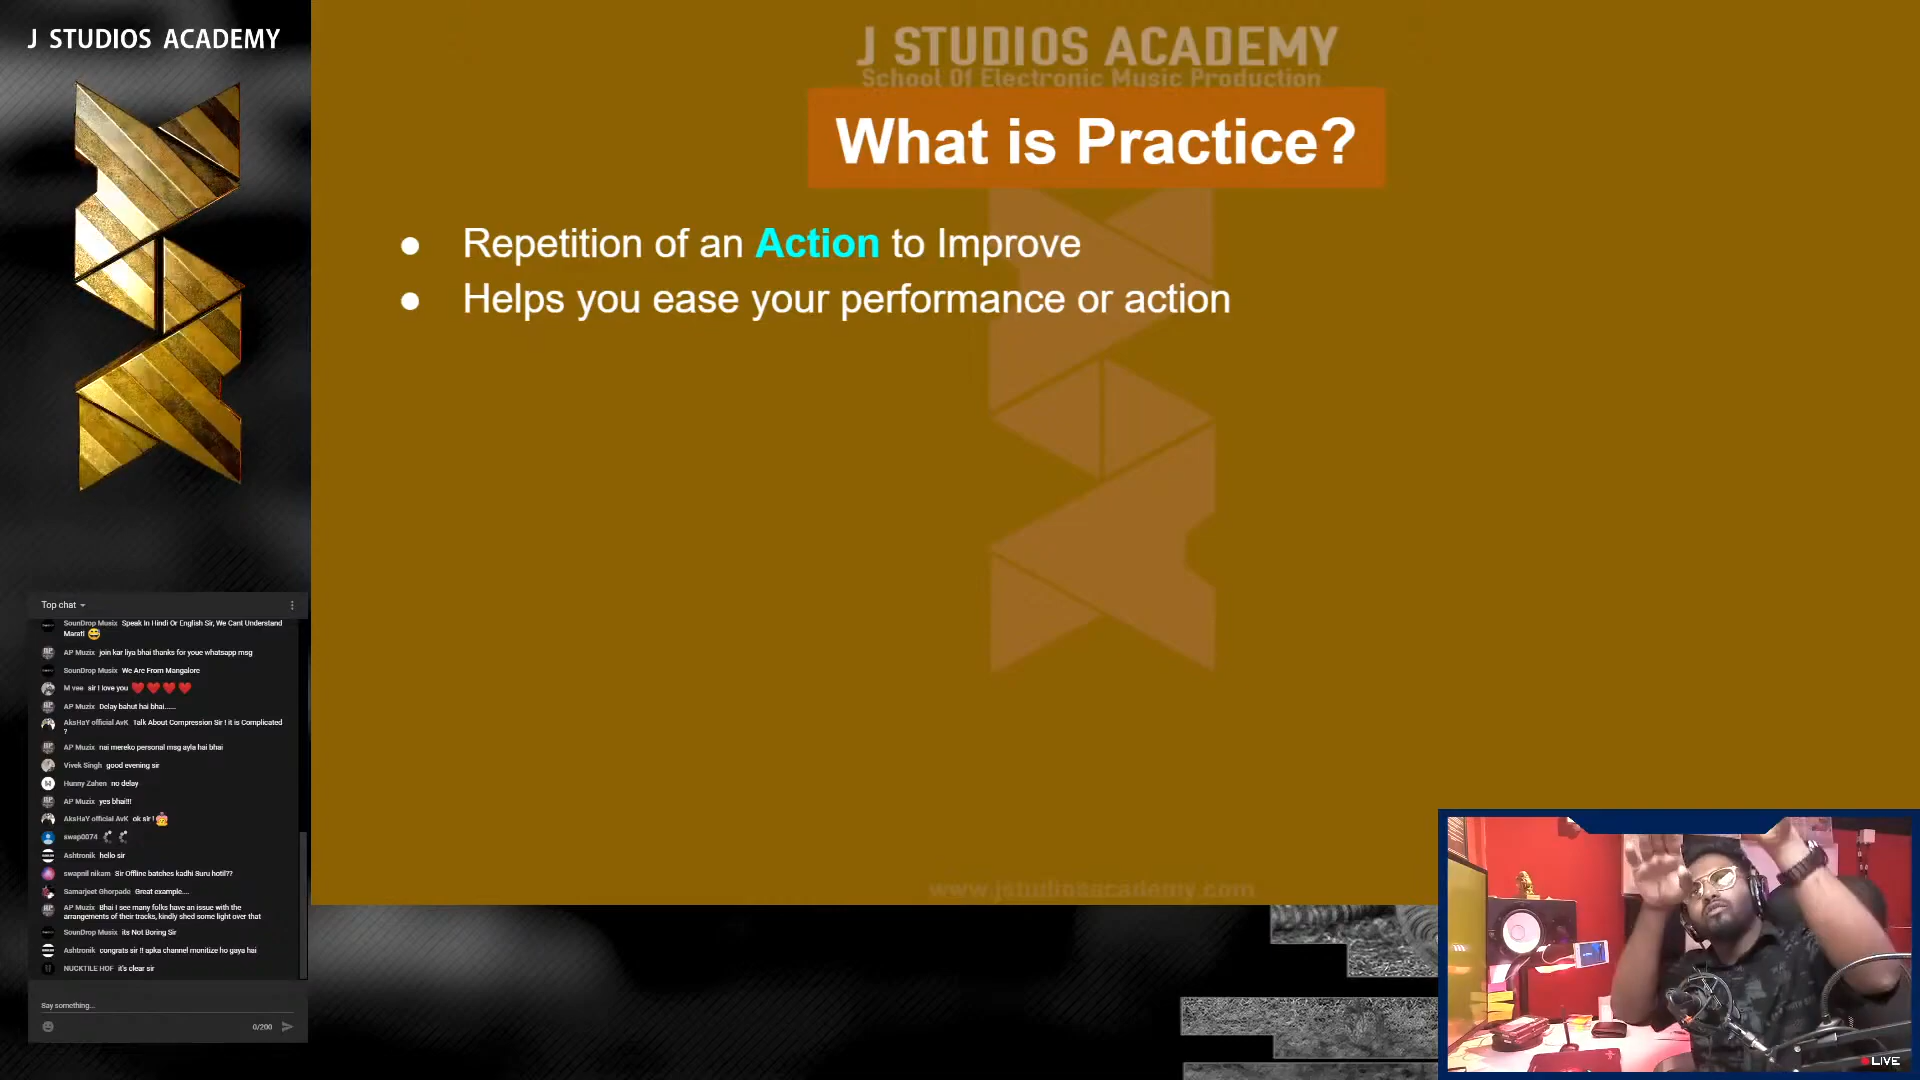 J STUDIOS ACADEMY
J STUDIOS ACADEMY
School Of Electronic Music Production
What is Practice?
● Repetition of an Action to Improve
● Helps you ease your performance or action
Top chat
SounDrop Musix Speak In Hindi Or English Sir, We Cant Understand
Marati
AP Muzix join kar liya bhai thanks for youe whatsapp msg
SounDrop Musix We Are From Mangalore
M vee sir I love you
AP Muzix Delay bahut hai bhai......
AksHaY official AvK Talk About Compression Sir ! it is Complicated
?
AP Muzix nai mereko personal msg ayla hai bhai
Vivek Singh good evening sir
Hunny Zahen no delay
AP Muzix yes bhai!!!
AksHaY official AvK ok sir !
swap0074
Ashtronik hello sir
swapnil nikam Sir Offline batches kadhi Suru hotil??
Samarjeet Ghorpade Great example....
AP Muzix Bhai I see many folks have an issue with the
arrangements of their tracks, kindly shed some light over that
SounDrop Musix its Not Boring Sir
Ashtronik congrats sir !! apka channel monitize ho gaya hai
NUCKTILE HOF it's clear sir
Say something...
0/200
www.jstudiosacademy.com
LIVE